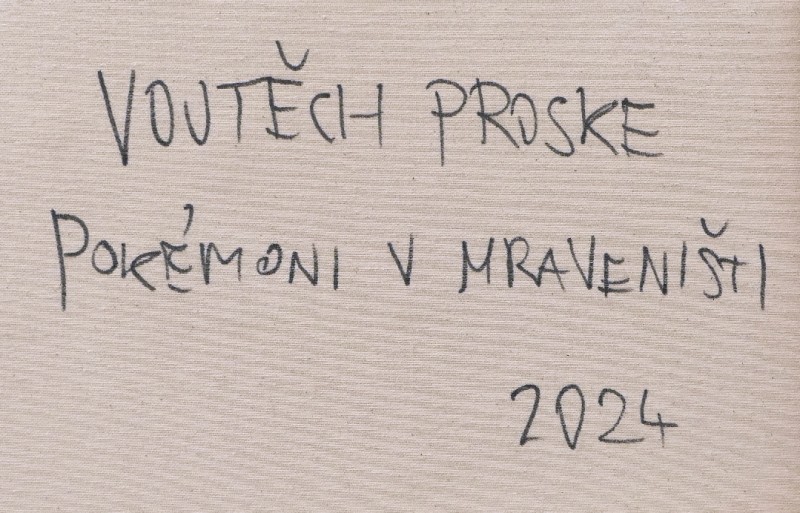 VOJTĚCH PROSKE
POKÉMONI V MRAVENIŠTI
2024